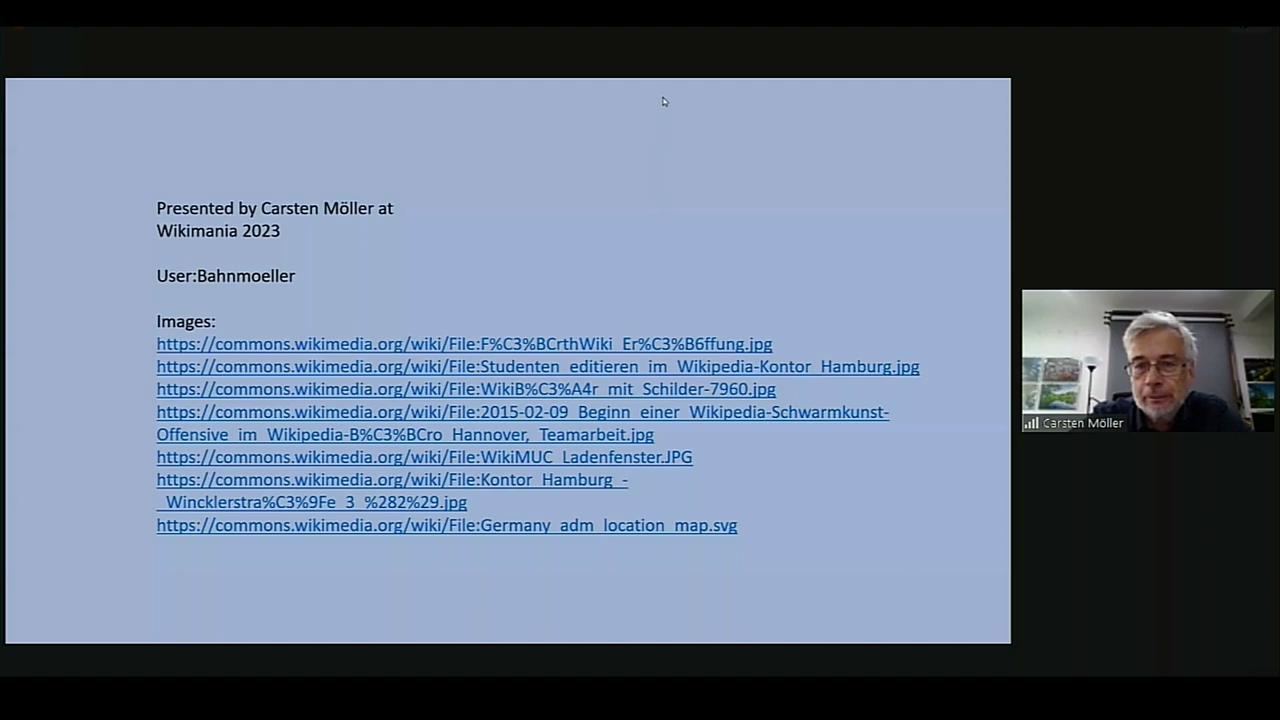 Presented by Carsten Möller at
Wikimania 2023
User:Bahnmoeller
Images:
https://commons.wikimedia.org/wiki/File:F%C3%BCrthWiki_Er%C3%B6ffung.jpg
https://commons.wikimedia.org/wiki/File:Studenten_editieren_im_Wikipedia-Kontor_Hamburg.jpg
https://commons.wikimedia.org/wiki/File:WikiB%C3%A4r_mit_Schilder-7960.jpg
https://commons.wikimedia.org/wiki/File:2015-02-09_Beginn_einer_Wikipedia-Schwarmkunst-
Offensive_im_Wikipedia-B%C3%BCro_Hannover,_Teamarbeit.jpg
https://commons.wikimedia.org/wiki/File:WikiMUC_Ladenfenster.JPG
https://commons.wikimedia.org/wiki/File:Kontor_Hamburg_-
_Wincklerstra%C3%9Fe_3_%282%29.jpg
https://commons.wikimedia.org/wiki/File:Germany_adm_location_map.svg
Carsten Möller